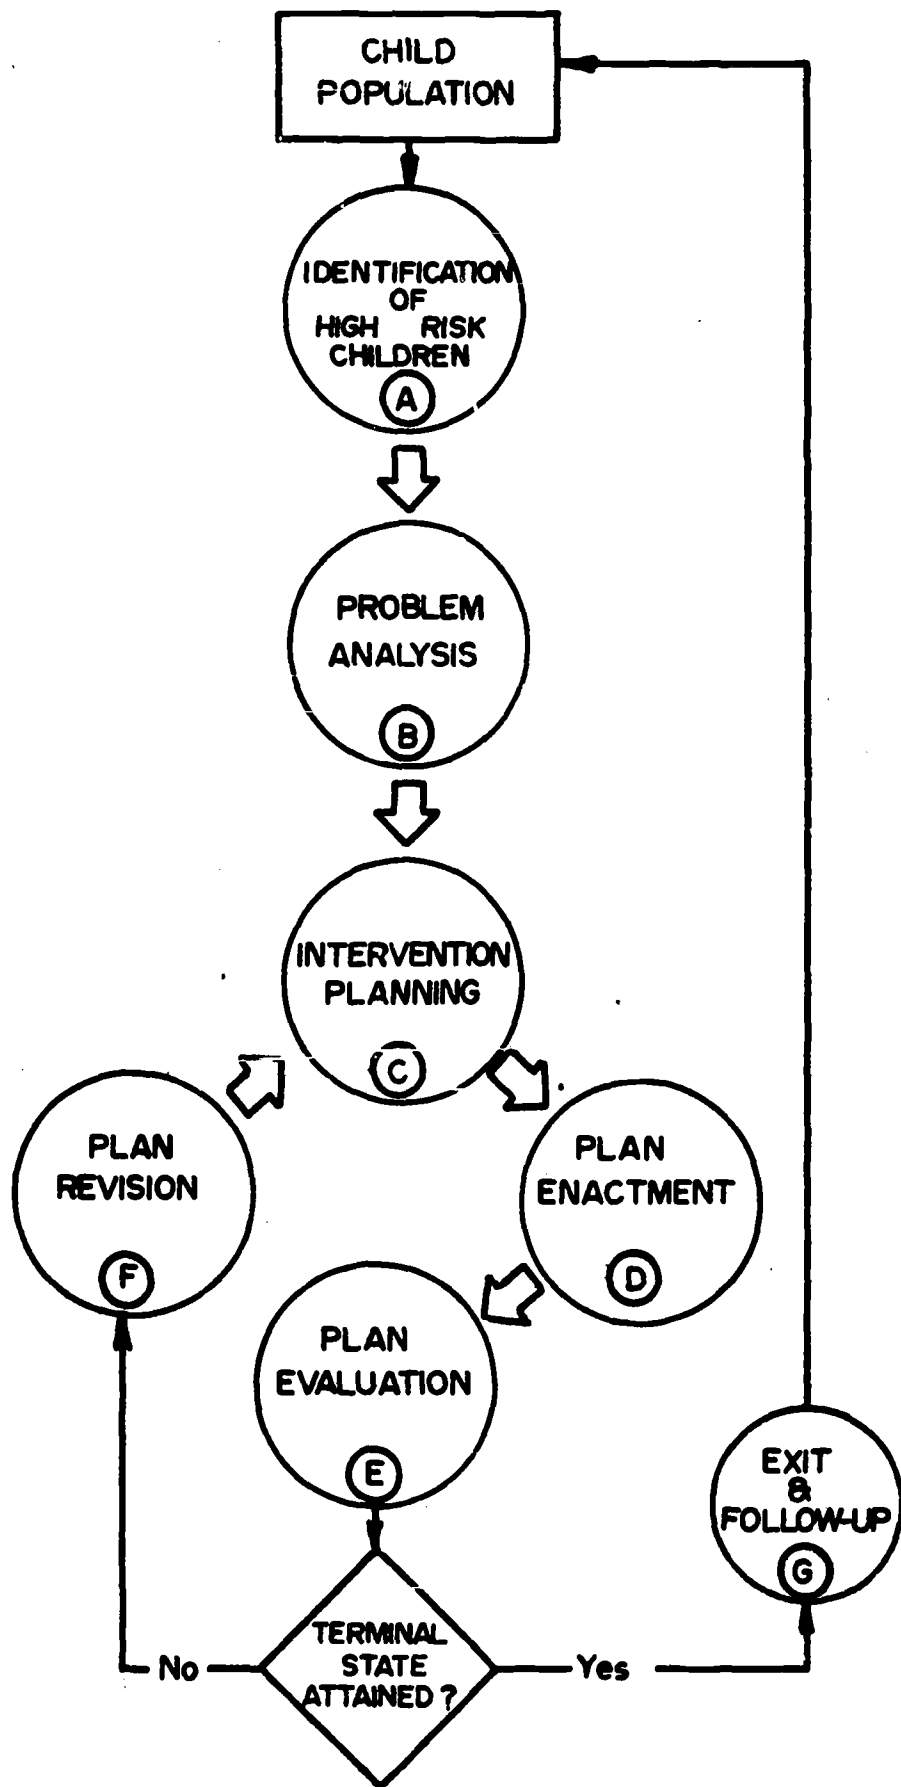 CHILD
POPULATION
IDENTIFICATION
OF
HIGH RISK
CHILDREN
A
PROBLEM
ANALYSIS
B
INTERVENTION
PLANNING
C
PLAN
REVISION
F
PLAN
ENACTMENT
D
PLAN
EVALUATION
E
EXIT
&
FOLLOW-UP
G
TERMINAL
STATE
ATTAINED?
No
Yes